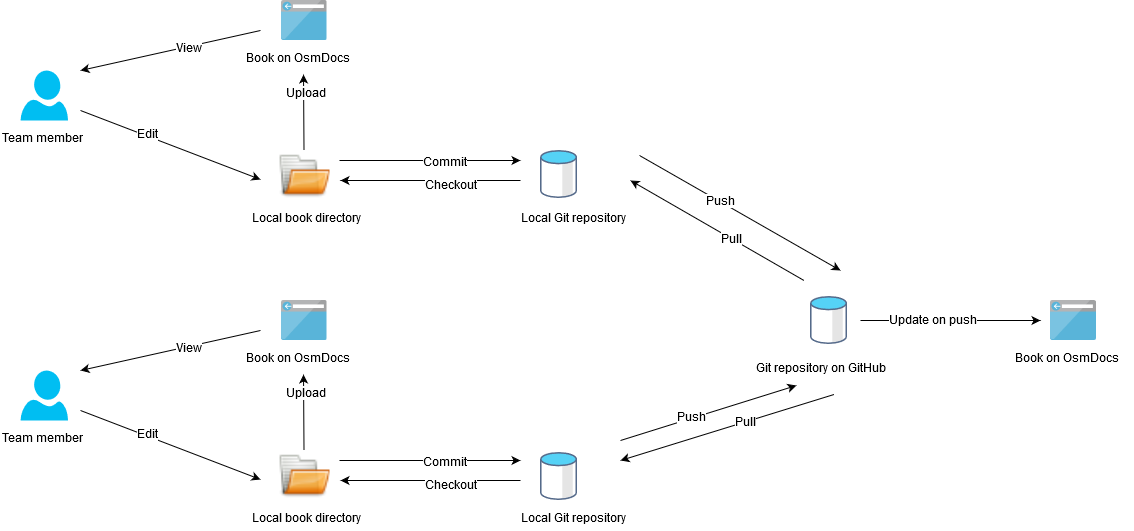 View
Book on OsmDocs
Upload
Team member
Edit
Commit
Checkout
Local book directory
Local Git repository
Push
Pull
View
Book on OsmDocs
Update on push
Book on OsmDocs
Git repository on GitHub
Upload
Push
Pull
Team member
Edit
Commit
Checkout
Local book directory
Local Git repository